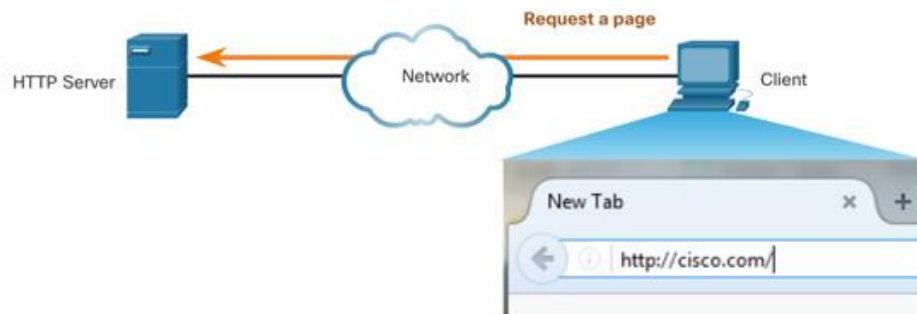 Request a page
HTTP Server
Network
Client
New Tab
http://cisco.com/